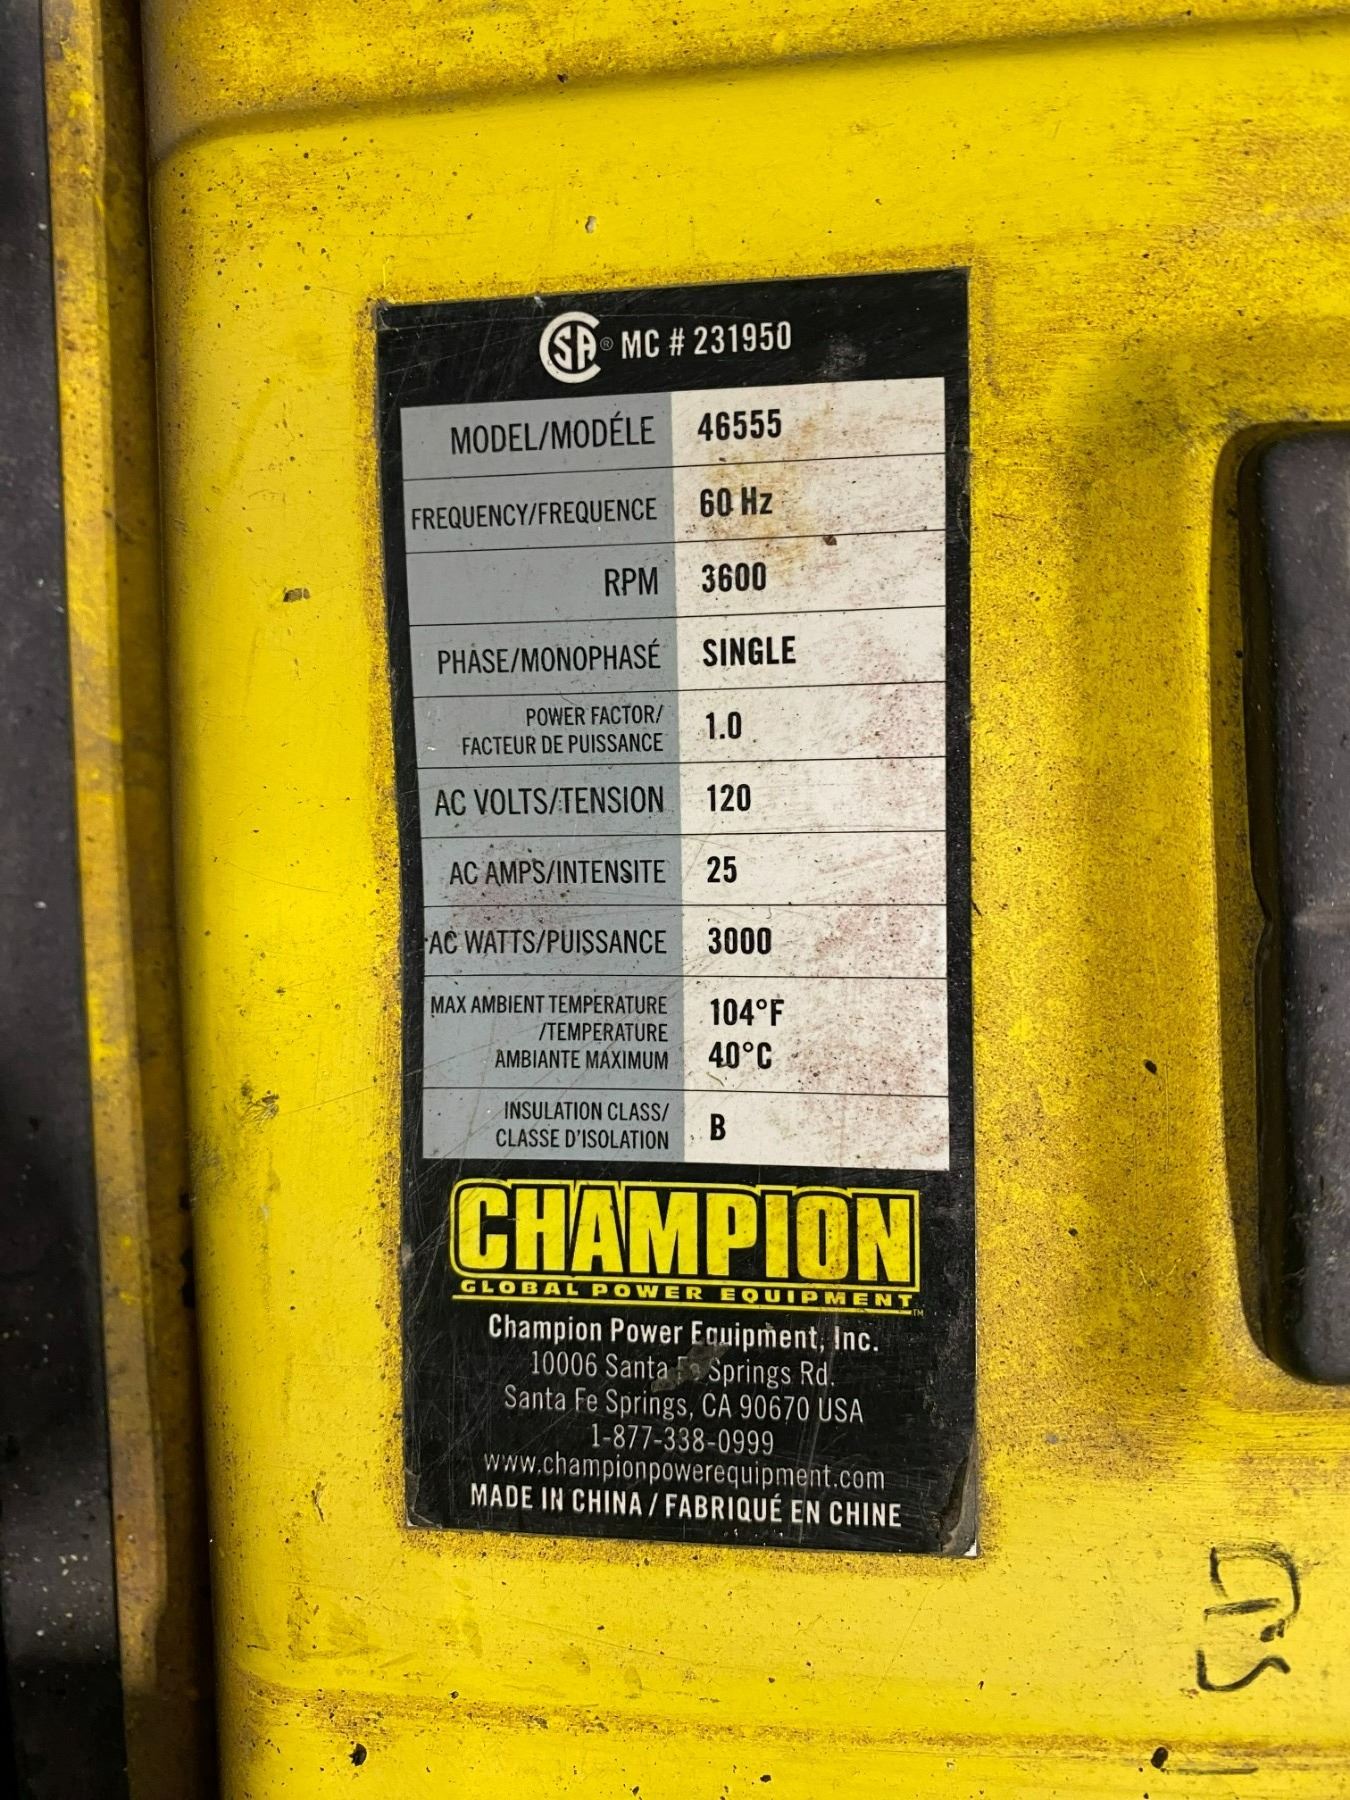 CSA® MC # 231950
MODEL/MODÉLE 46555
FREQUENCY/FREQUENCE 60 Hz
RPM 3600
PHASE/MONOPHASÉ SINGLE
POWER FACTOR/
FACTEUR DE PUISSANCE 1.0
AC VOLTS/TENSION 120
AC AMPS/INTENSITE 25
AC WATTS/PUISSANCE 3000
MAX AMBIENT TEMPERATURE 104°F
/TEMPERATURE
AMBIANTE MAXIMUM 40°C
INSULATION CLASS/
CLASSE D'ISOLATION B
CHAMPION
GLOBAL POWER EQUIPMENT™
Champion Power Equipment, Inc.
10006 Santa Fe Springs Rd.
Santa Fe Springs, CA 90670 USA
1-877-338-0999
www.championpowerequipment.com
MADE IN CHINA / FABRIQUÉ EN CHINE